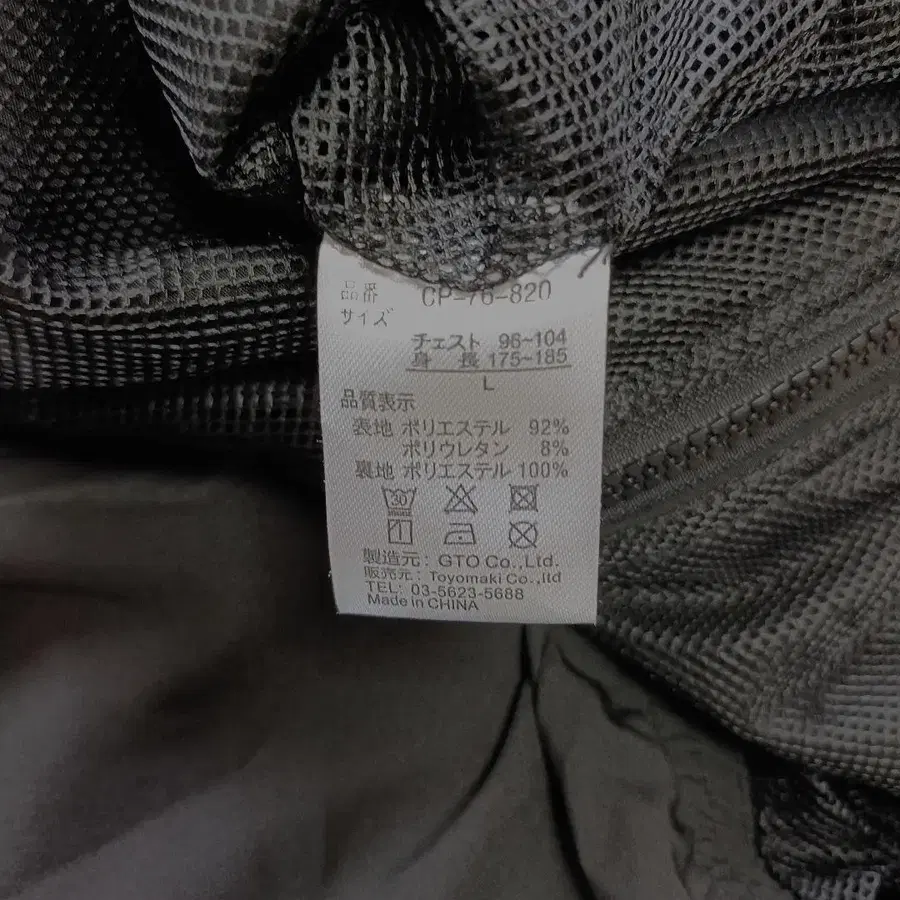 品番 CP-76-820
サイズ
チェスト 96~104
身長 175~185
L
品質表示
表地 ポリエステル 92%
ポリウレタン 8%
裏地 ポリエステル 100%
30
製造元: GTO Co.,Ltd.
販売元: Toyomaki Co.,ltd
TEL: 03-5623-5688
Made in CHINA